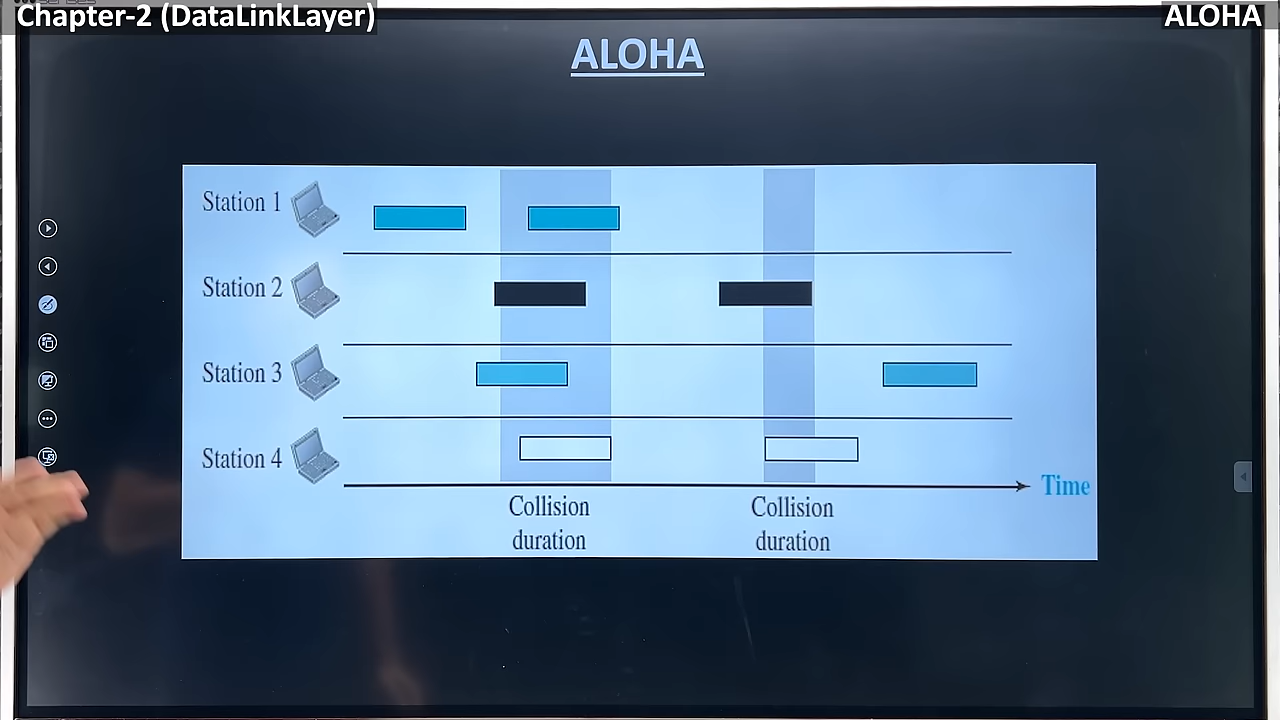 Chapter-2 (DataLinkLayer)
ALOHA
ALOHA
Station 1
Station 2
Station 3
Station 4
Time
Collision
duration
Collision
duration